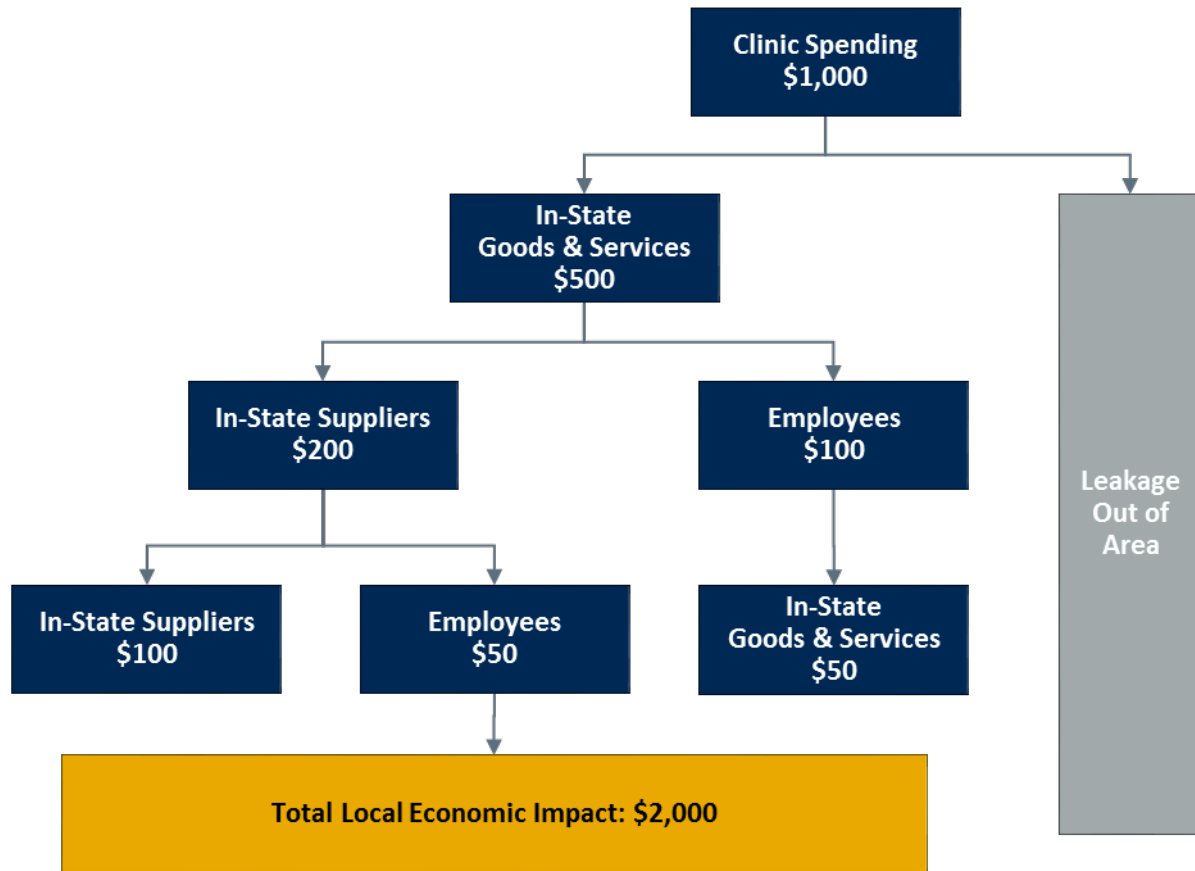 Clinic Spending
$1,000
In-State
Goods & Services
$500
In-State Suppliers
$200
Employees
$100
Leakage
Out of
Area
In-State Suppliers
$100
Employees
$50
In-State
Goods & Services
$50
Total Local Economic Impact: $2,000